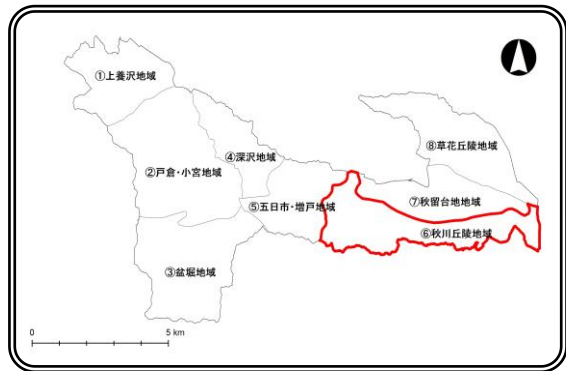 ①上養沢地域
②戸倉・小宮地域
③盆堀地域
④深沢地域
⑤五日市・増戸地域
⑥秋川丘陵地域
⑦秋留台地地域
⑧草花丘陵地域
0 5 km